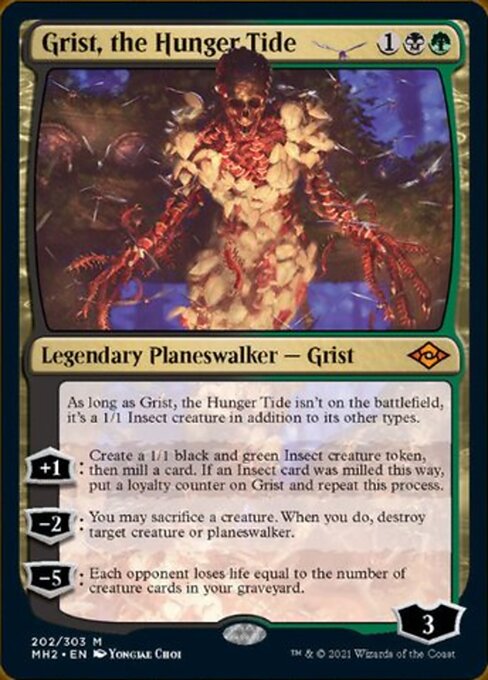 Grist, the Hunger Tide 1
Legendary Planeswalker — Grist
As long as Grist, the Hunger Tide isn't on the battlefield,
it's a 1/1 Insect creature in addition to its other types.
+1: Create a 1/1 black and green Insect creature token,
then mill a card. If an Insect card was milled this way,
put a loyalty counter on Grist and repeat this process.
-2: You may sacrifice a creature. When you do, destroy
target creature or planeswalker.
-5: Each opponent loses life equal to the number of
creature cards in your graveyard.
3
202/303 M
MH2 • EN Yongjae Choi
™ & © 2021 Wizards of the Coast